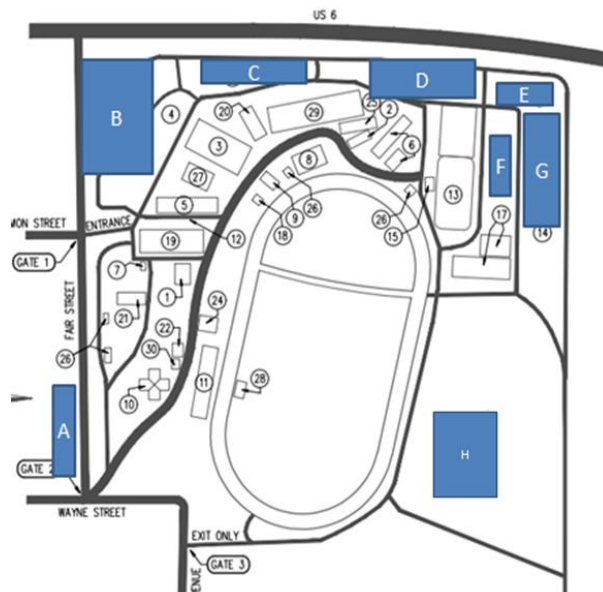 US 6
C
D
B
E
4
20
29
25
2
3
6
F
G
8
27
26
26
13
5
9
18
15
17
12
14
MON STREET
ENTRANCE
19
GATE 1
7
1
FAIR STREET
21
24
26
22
30
11
28
10
A
H
GATE 2
WAYNE STREET
EXIT ONLY
GATE 3
ENUE